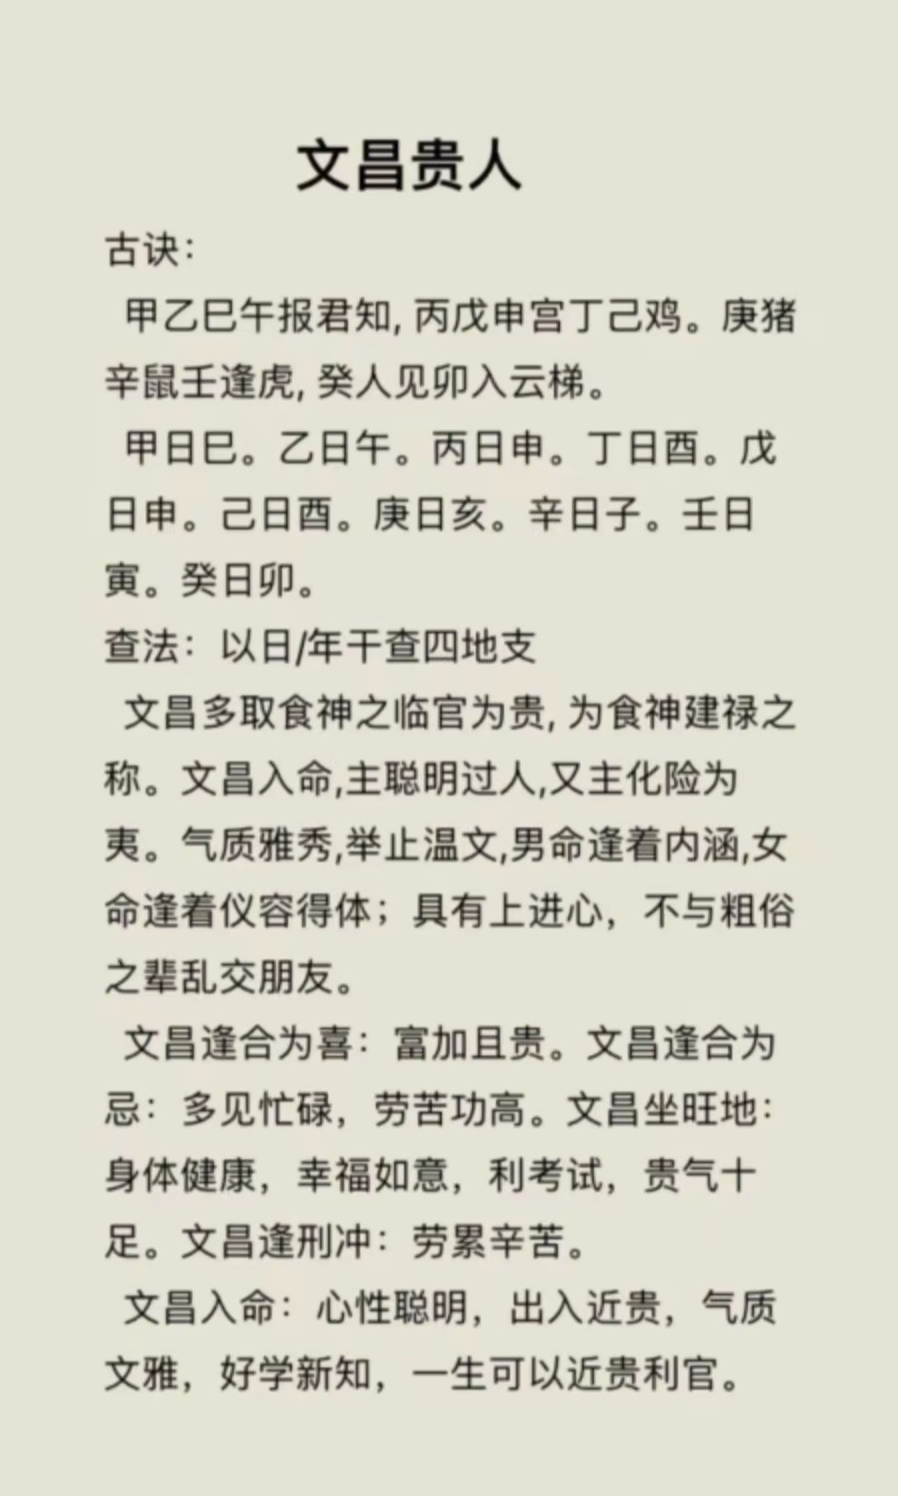 文昌贵人
古诀：
甲乙巳午报君知，丙戊申宫丁己鸡。庚猪
辛鼠壬逢虎，癸人见卯入云梯。
甲日巳。乙日午。丙日申。丁日酉。戊
日申。己日酉。庚日亥。辛日子。壬日
寅。癸日卯。
查法：以日/年干查四地支
文昌多取食神之临官为贵，为食神建禄之
称。文昌入命,主聪明过人,又主化险为
夷。气质雅秀,举止温文,男命逢着内涵,女
命逢着仪容得体；具有上进心，不与粗俗
之辈乱交朋友。
文昌逢合为喜：富加且贵。文昌逢合为
忌：多见忙碌，劳苦功高。文昌坐旺地：
身体健康，幸福如意，利考试，贵气十
足。文昌逢刑冲：劳累辛苦。
文昌入命：心性聪明，出入近贵，气质
文雅，好学新知，一生可以近贵利官。